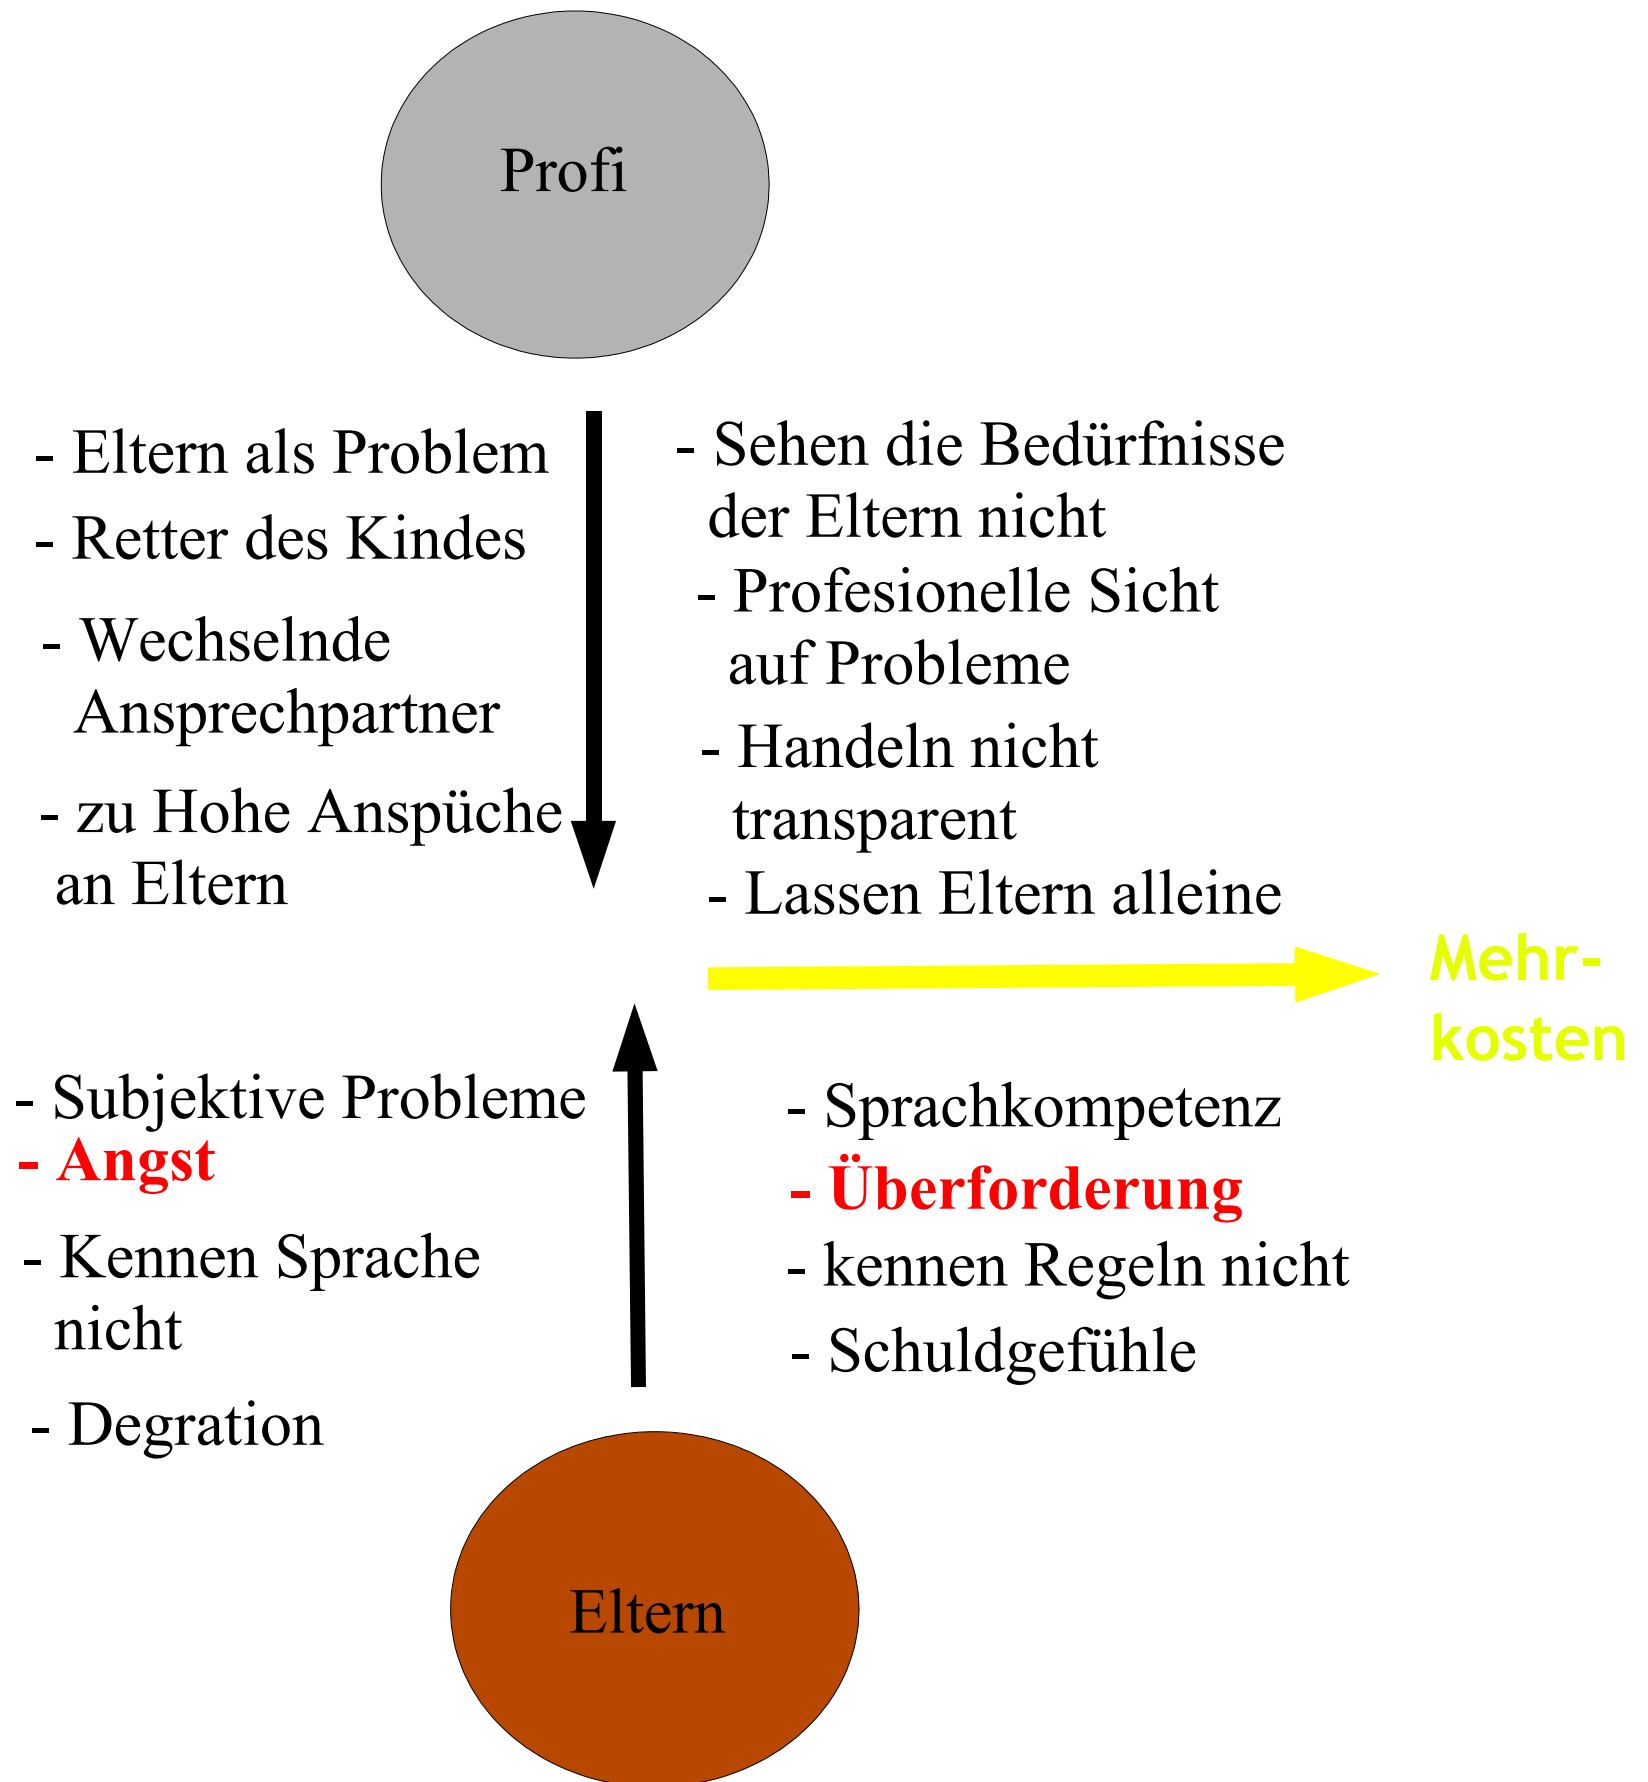 Profi
- Eltern als Problem
- Retter des Kindes
- Wechselnde
Ansprechpartner
- zu Hohe Anspüche
an Eltern
- Sehen die Bedürfnisse
der Eltern nicht
- Profesionelle Sicht
auf Probleme
- Handeln nicht
transparent
- Lassen Eltern alleine
Mehr-
kosten
- Subjektive Probleme
- Angst
- Kennen Sprache
nicht
- Degration
- Sprachkompetenz
- Überforderung
- kennen Regeln nicht
- Schuldgefühle
Eltern